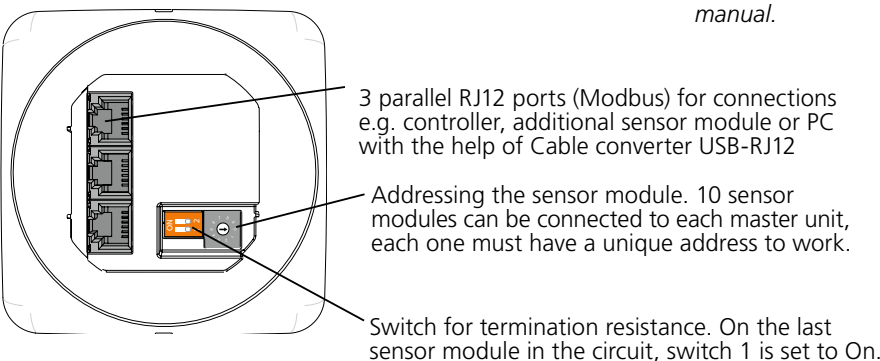 manual.
3 parallel RJ12 ports (Modbus) for connections
e.g. controller, additional sensor module or PC
with the help of Cable converter USB-RJ12
Addressing the sensor module. 10 sensor
modules can be connected to each master unit,
each one must have a unique address to work.
ON
1 2
Switch for termination resistance. On the last
sensor module in the circuit, switch 1 is set to On.